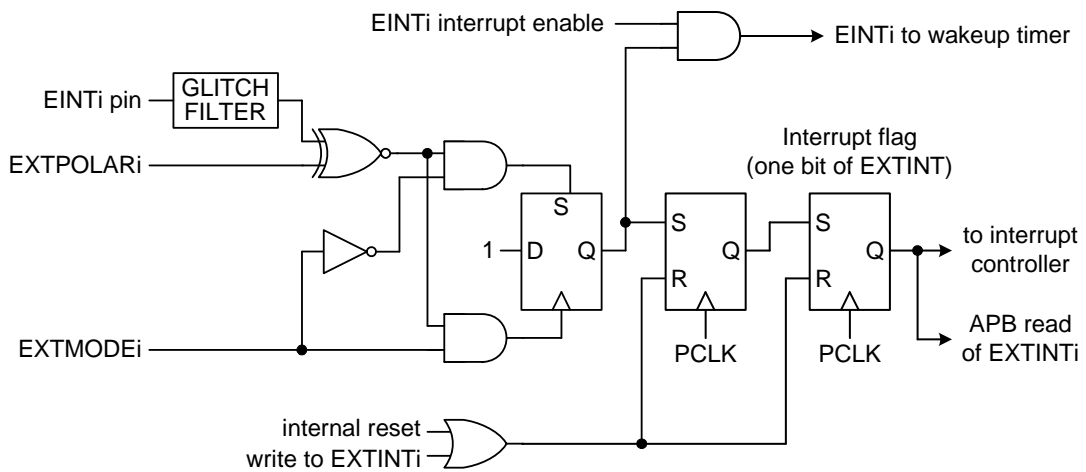 EINTi interrupt enable
EINTi to wakeup timer
GLITCH
FILTER
EINTi pin
EXTPOLARi
Interrupt flag
(one bit of EXTINT)
S
1
D
Q
S
R
Q
S
R
Q
to interrupt
controller
EXTMODEi
PCLK
PCLK
APB read
of EXTINTi
internal reset
write to EXTINTi